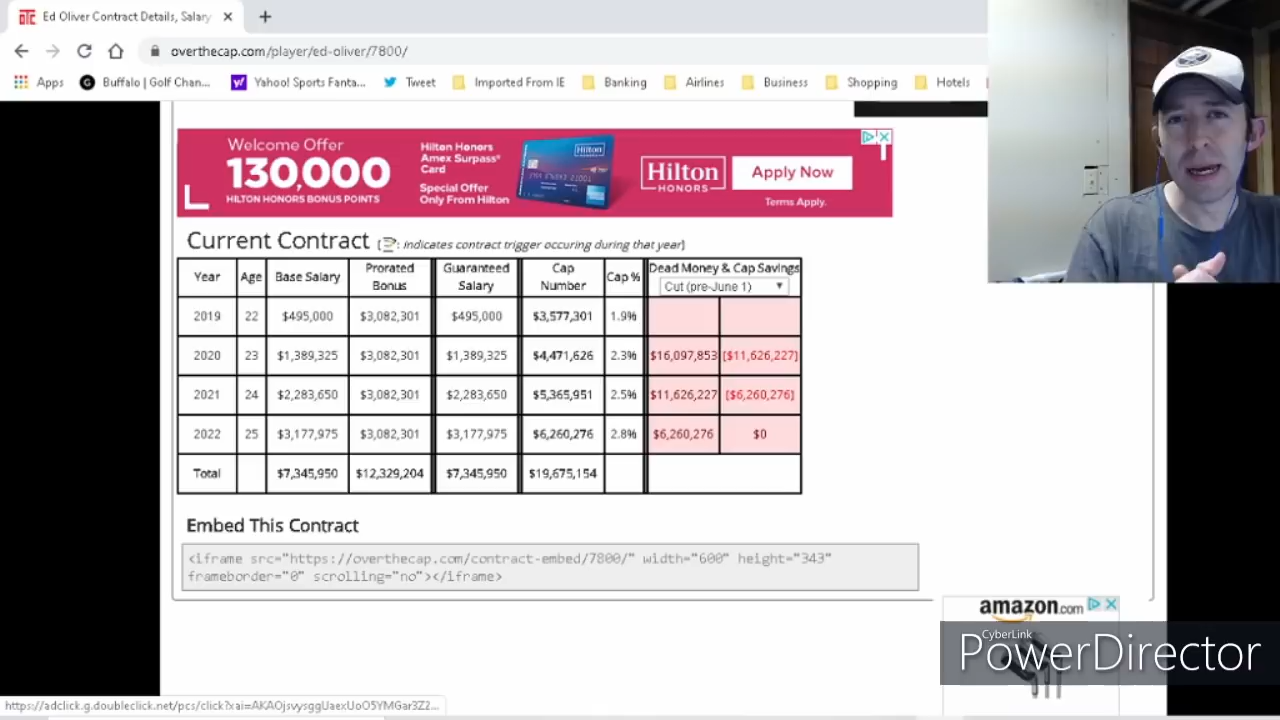 Ed Oliver Contract Details, Salary
overthecap.com/player/ed-oliver/7800/
Apps Buffalo | Golf Chan... Yahoo! Sports Fanta... Tweet Imported From IE Banking Airlines Business Shopping Hotels
Welcome Offer
130,000
HILTON HONORS BONUS POINTS
Hilton Honors
Amex Surpass®
Card
Special Offer
Only From Hilton
Hilton
Hilton
HONORS
Apply Now
Terms Apply.
Current Contract ( : indicates contract trigger occuring during that year)
Year Age Base Salary Prorated Bonus Guaranteed Salary Cap Number Cap % Dead Money & Cap Savings
Cut (pre-June 1)
2019 22 $495,000 $3,082,301 $495,000 $3,577,301 1.9%
2020 23 $1,389,325 $3,082,301 $1,389,325 $4,471,626 2.3% $16,097,853 ($11,626,227)
2021 24 $2,283,650 $3,082,301 $2,283,650 $5,365,951 2.5% $11,626,227 ($6,260,276)
2022 25 $3,177,975 $3,082,301 $3,177,975 $6,260,276 2.8% $6,260,276 $0
Total $7,345,950 $12,329,204 $7,345,950 $19,675,154
Embed This Contract
<iframe src="https://overthecap.com/contract-embed/7800/" width="600" height="343"
frameborder="0" scrolling="no"></iframe>
amazon.com
CyberLink
PowerDirector
https://adclick.g.doubleclick.net/pcs/click?xai=AKAOjsvysggUaexUoO5YMGar3Z2...